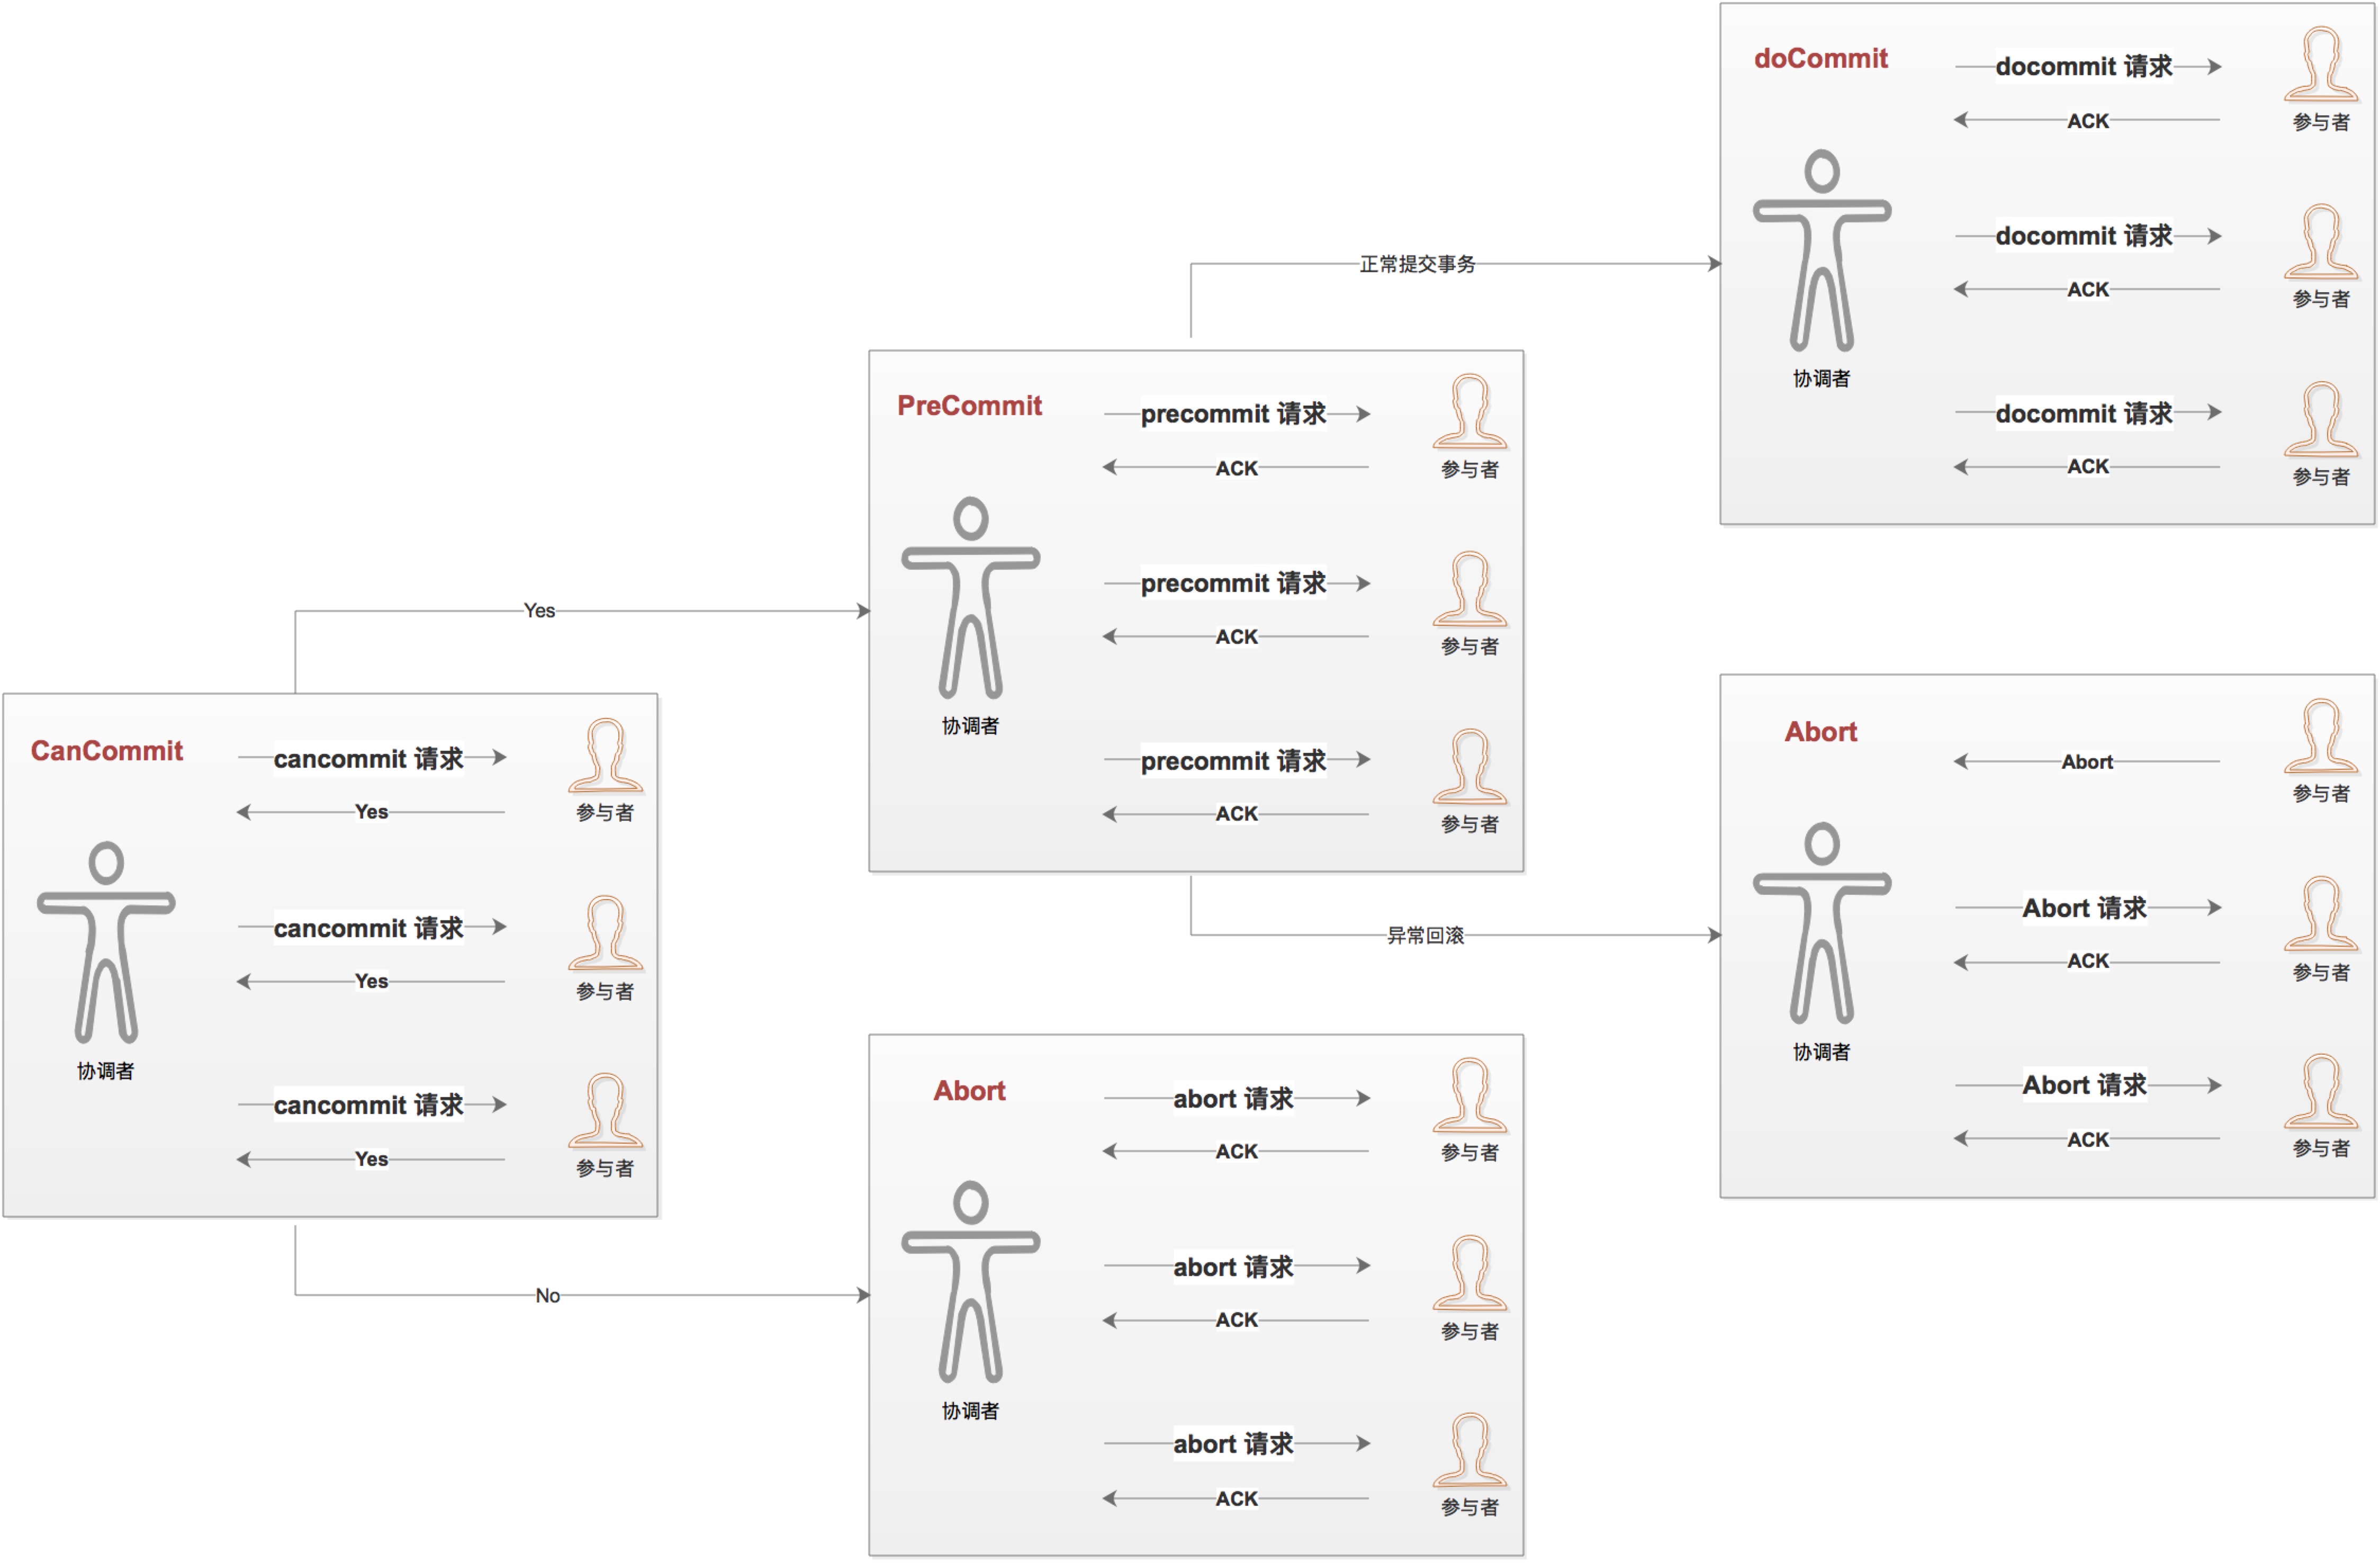 CanCommit
cancommit 请求
Yes
参与者
cancommit 请求
Yes
参与者
协调者
cancommit 请求
Yes
参与者
Yes
No
PreCommit
precommit 请求
ACK
参与者
precommit 请求
ACK
参与者
协调者
precommit 请求
ACK
参与者
Abort
abort 请求
ACK
参与者
abort 请求
ACK
参与者
协调者
abort 请求
ACK
参与者
正常提交事务
异常回滚
doCommit
docommit 请求
ACK
参与者
docommit 请求
ACK
参与者
协调者
docommit 请求
ACK
参与者
Abort
Abort
参与者
Abort 请求
ACK
参与者
协调者
Abort 请求
ACK
参与者